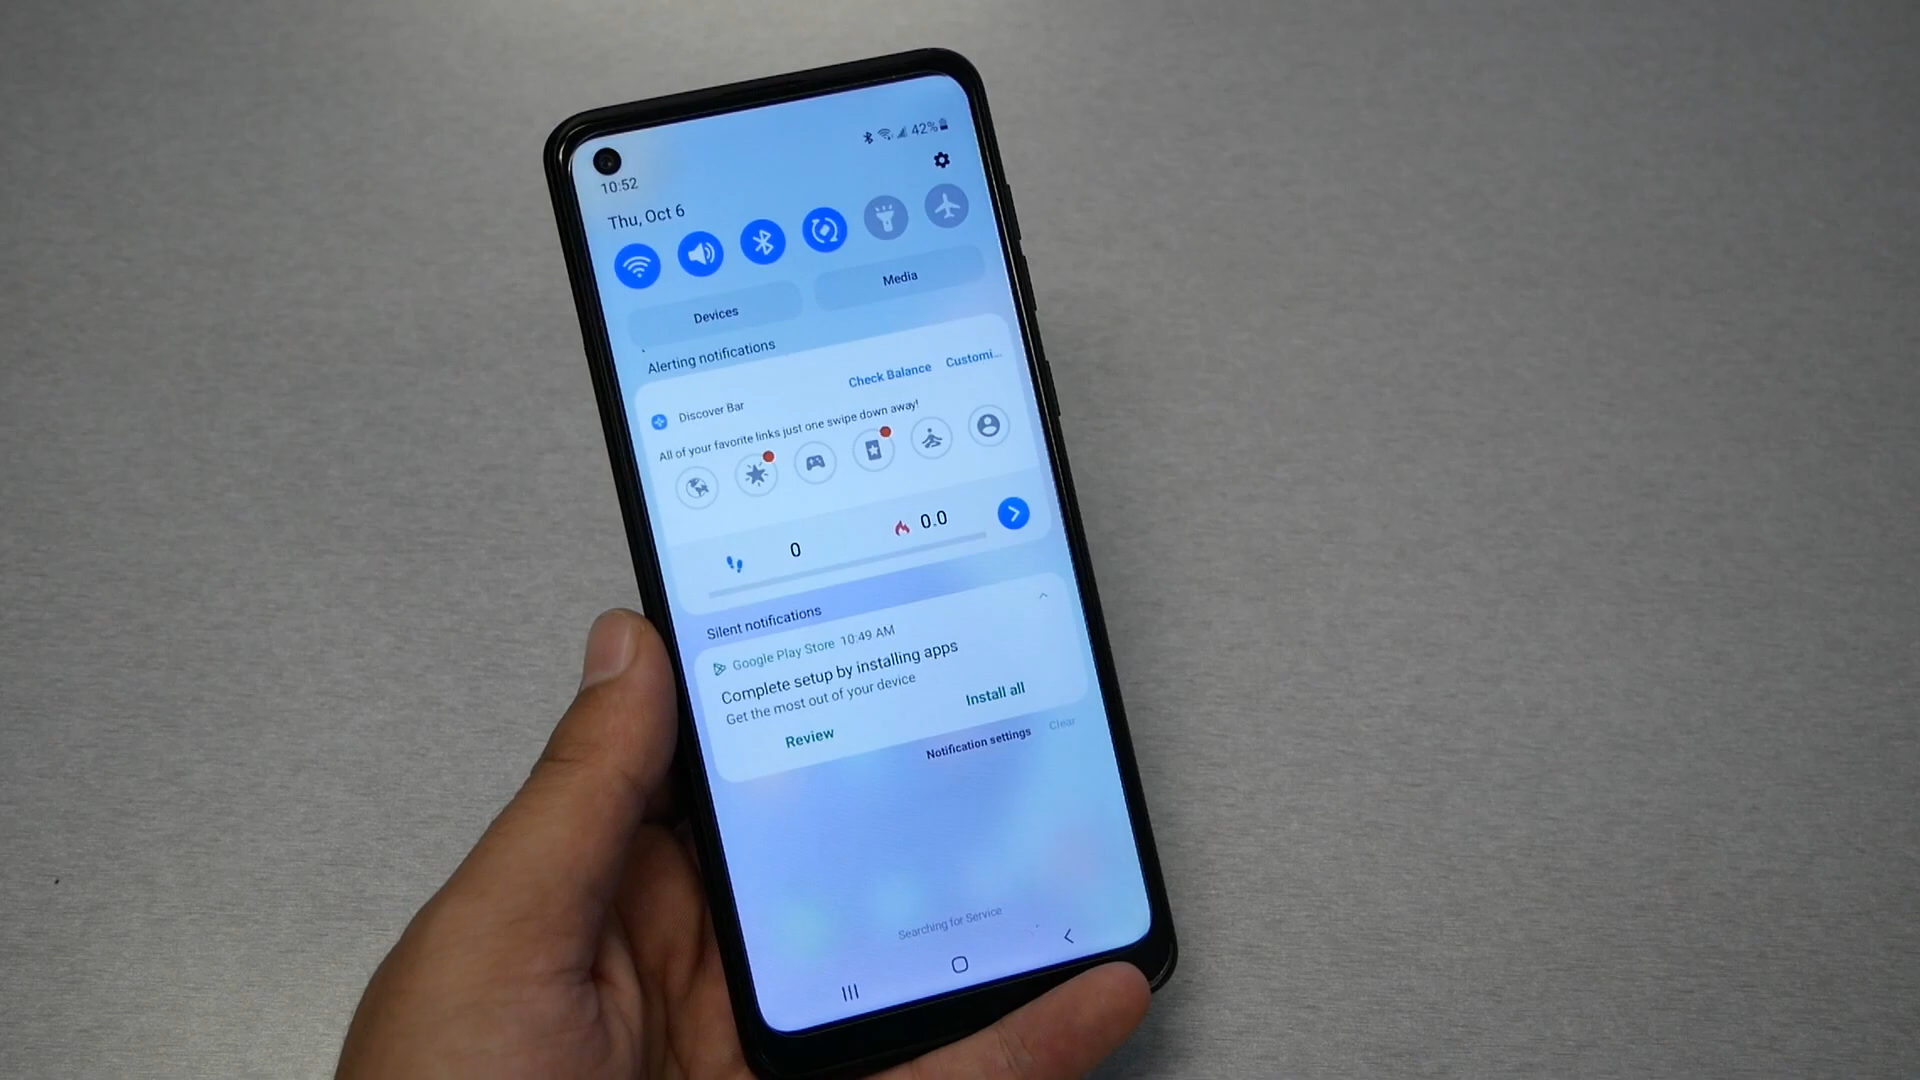 42%
10:52
Thu, Oct 6
Devices
Media
Alerting notifications
Discover Bar
Check Balance
Customi...
All of your favorite links just one swipe down away!
0
0.0
Silent notifications
Google Play Store 10:49 AM
Complete setup by installing apps
Get the most out of your device
Review
Install all
Notification settings
Clear
Searching for Service